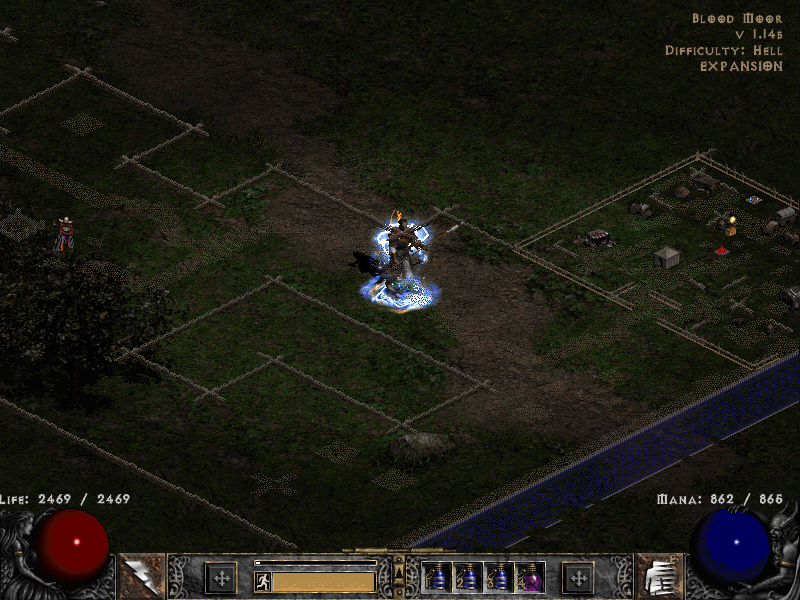 Blood Moor
v 1.14b
Difficulty: Hell
EXPANSION
Life: 2469 / 2469
Mana: 862 / 865